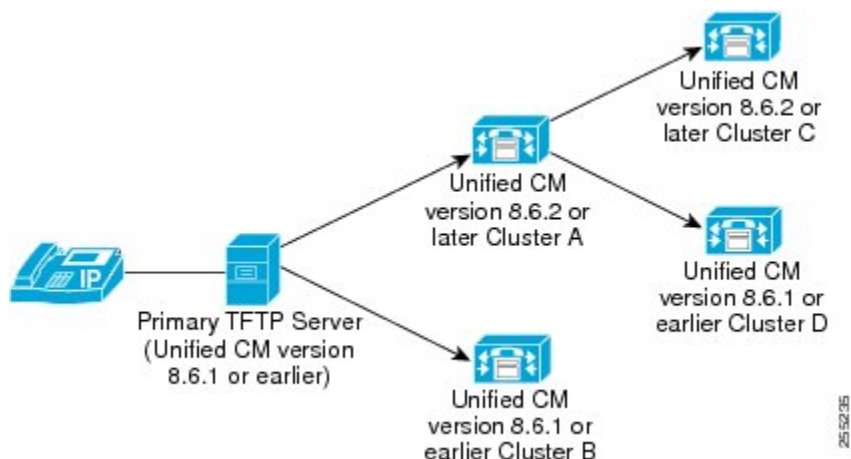 Unified CM
version 8.6.2 or
later Cluster C
Unified CM
version 8.6.2 or
later Cluster A
IP
Unified CM
version 8.6.1 or
earlier Cluster D
Primary TFTP Server
(Unified CM version
8.6.1 or earlier)
Unified CM
version 8.6.1 or
earlier Cluster B
255235